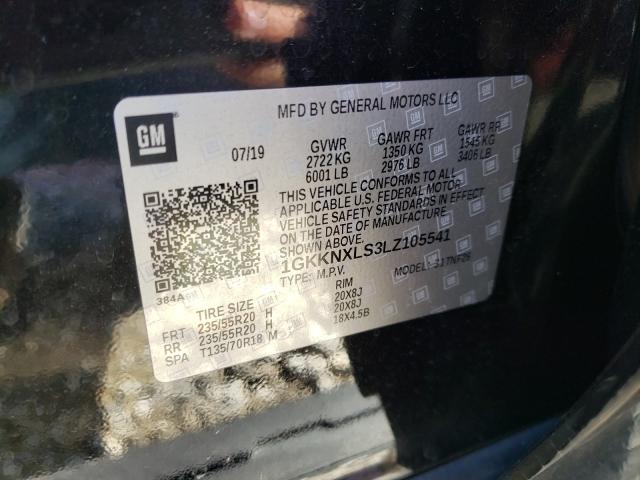 MFD BY GENERAL MOTORS LLC
GM
07/19 GVWR GAWR FRT GAWR RR
2722 KG 1350 KG 1545 KG
6001 LB 2976 LB 3406 LB
THIS VEHICLE CONFORMS TO ALL
APPLICABLE U.S. FEDERAL MOTOR
VEHICLE SAFETY STANDARDS IN EFFECT
ON THE DATE OF MANUFACTURE
SHOWN ABOVE.
1GKKNXLS3LZ105541
TYPE: M.P.V. MODEL:
TIRE SIZE RIM
FRT 235/55R20 H 20X8J
RR 235/55R20 H 20X8J
SPA T135/70R18 M 18X4.5B